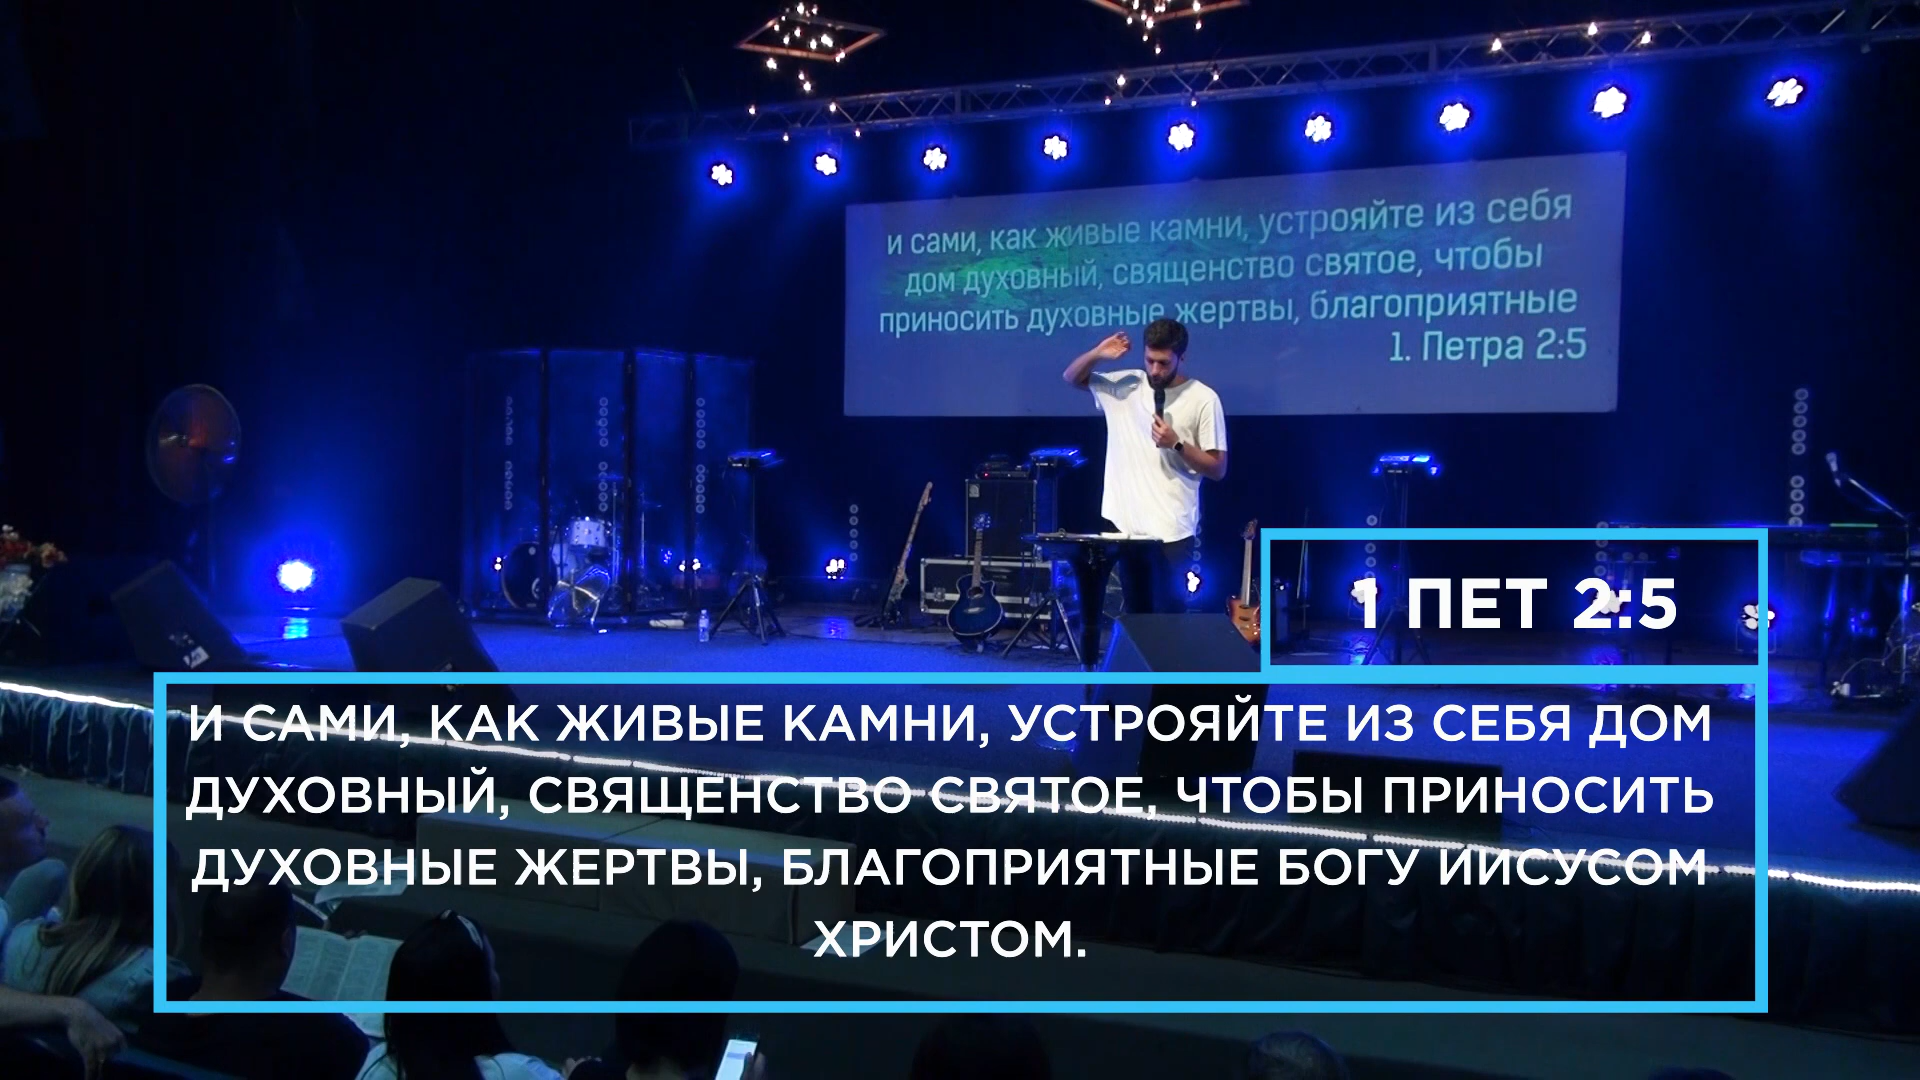 и сами, как живые камни, устрояйте из себя
дом духовный, священство святое, чтобы
приносить духовные жертвы, благоприятные
1. Петра 2:5
1 ПЕТ 2:5
И САМИ, КАК ЖИВЫЕ КАМНИ, УСТРОЯЙТЕ ИЗ СЕБЯ ДОМ
ДУХОВНЫЙ, СВЯЩЕНСТВО СВЯТОЕ, ЧТОБЫ ПРИНОСИТЬ
ДУХОВНЫЕ ЖЕРТВЫ, БЛАГОПРИЯТНЫЕ БОГУ ИИСУСОМ
ХРИСТОМ.